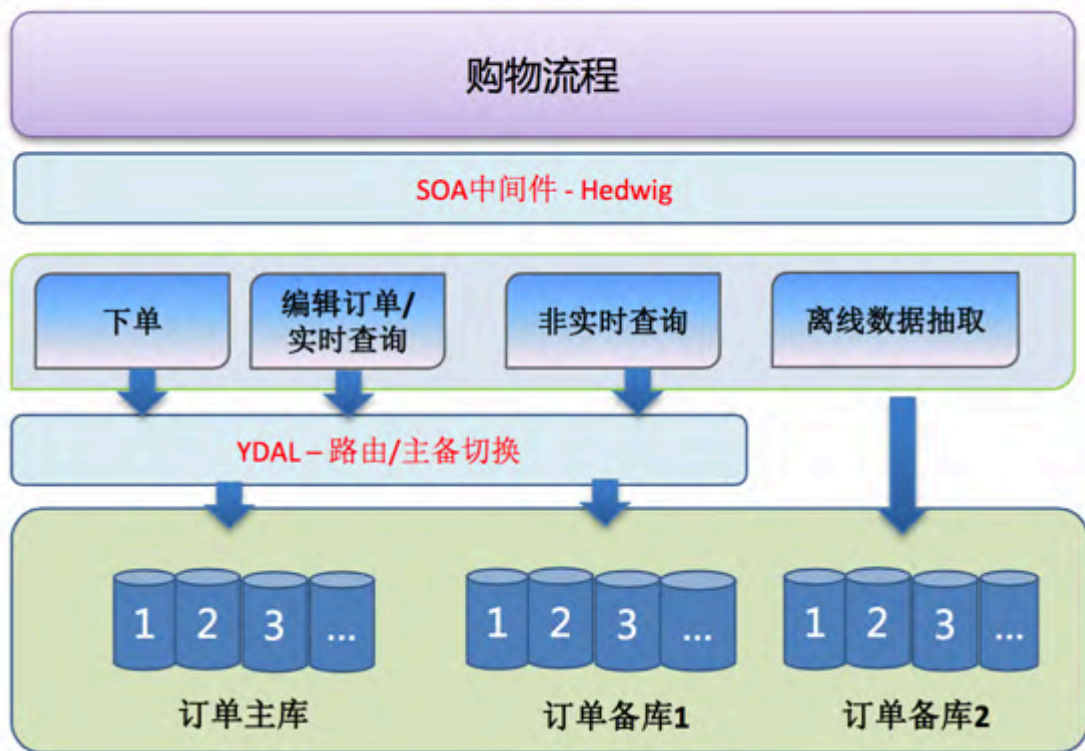 购物流程
SOA中间件 - Hedwig
下单
编辑订单/
实时查询
非实时查询
离线数据抽取
YDAL – 路由/主备切换
1 2 3 ...
1 2 3 ...
1 2 3 ...
订单主库
订单备库1
订单备库2